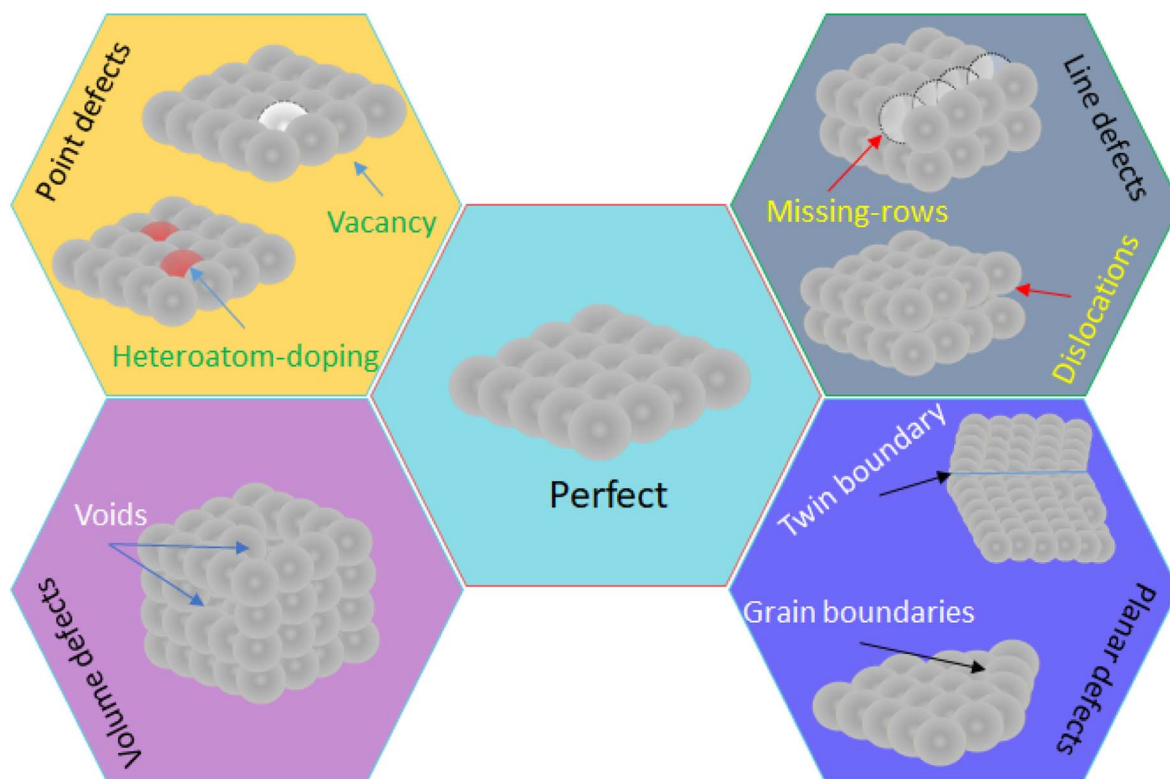 Point defects
Vacancy
Heteroatom-doping
Line defects
Missing-rows
Dislocations
Perfect
Voids
Volume defects
Twin boundary
Grain boundaries
Planar defects